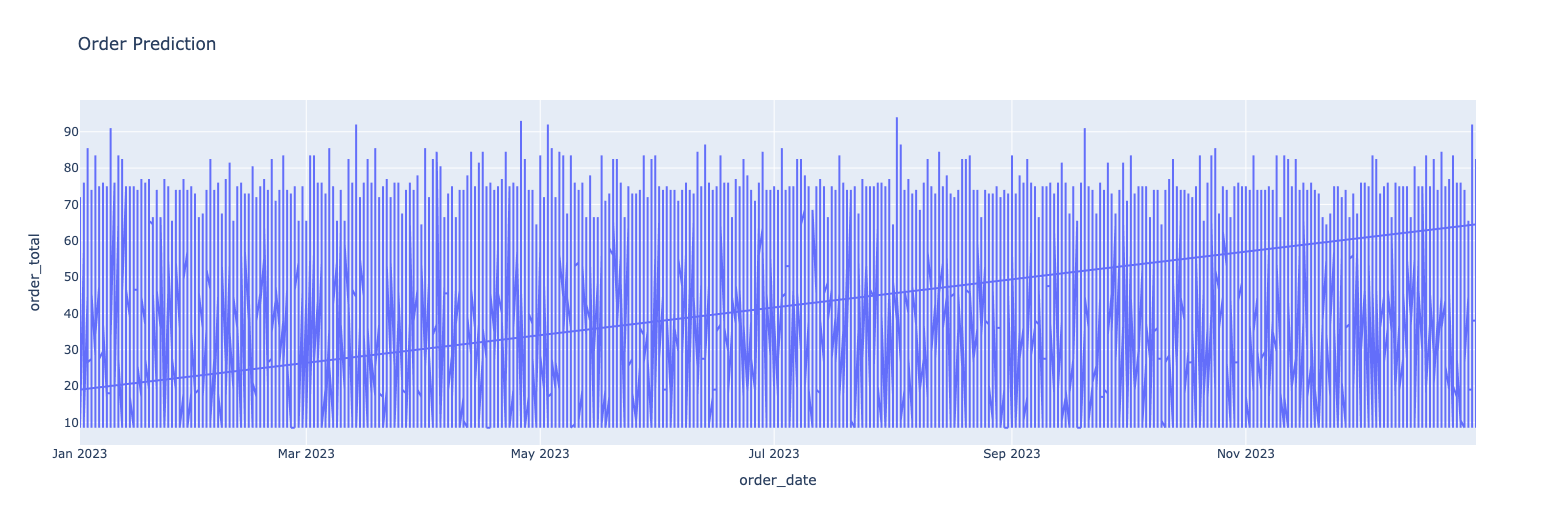 Order Prediction
90
80
70
60
50
40
30
20
10
order_total
Jan 2023
Mar 2023
May 2023
Jul 2023
Sep 2023
Nov 2023
order_date